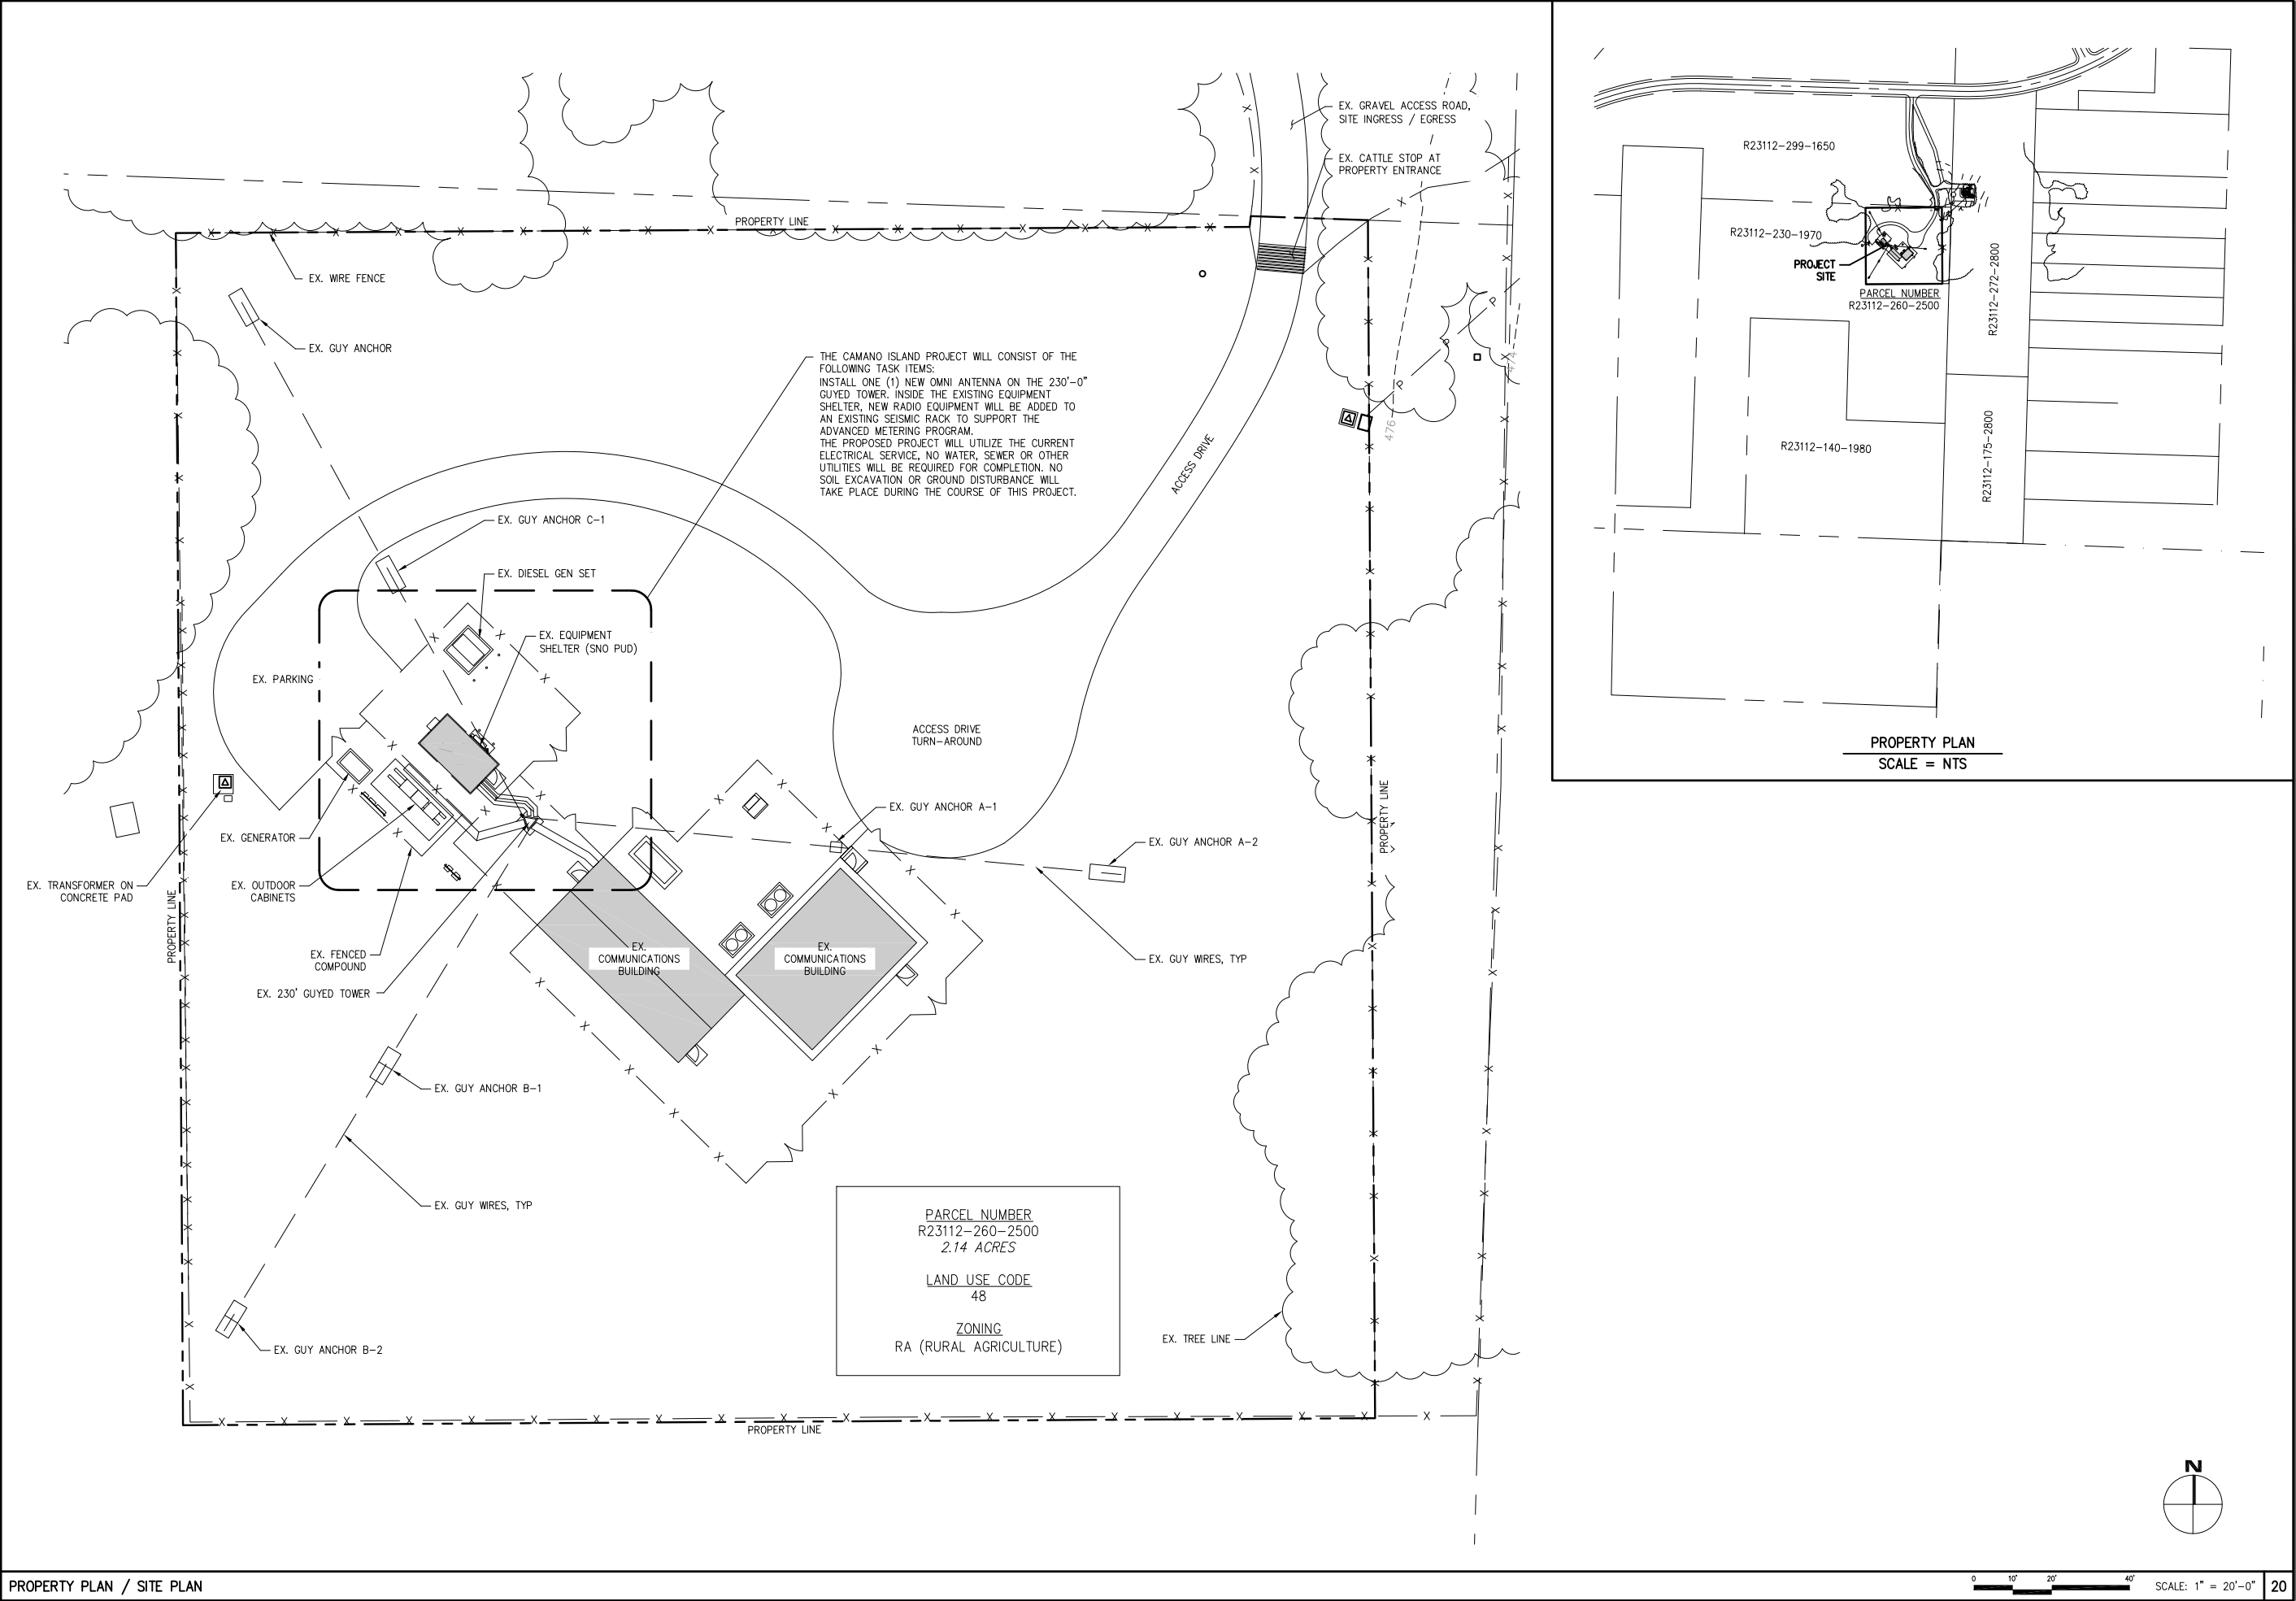 EX. GRAVEL ACCESS ROAD,
SITE INGRESS / EGRESS
EX. CATTLE STOP AT
PROPERTY ENTRANCE
PROPERTY LINE
EX. WIRE FENCE
EX. GUY ANCHOR
THE CAMANO ISLAND PROJECT WILL CONSIST OF THE
FOLLOWING TASK ITEMS:
INSTALL ONE (1) NEW OMNI ANTENNA ON THE 230'-0"
GUYED TOWER. INSIDE THE EXISTING EQUIPMENT
SHELTER, NEW RADIO EQUIPMENT WILL BE ADDED TO
AN EXISTING SEISMIC RACK TO SUPPORT THE
ADVANCED METERING PROGRAM.
THE PROPOSED PROJECT WILL UTILIZE THE CURRENT
ELECTRICAL SERVICE, NO WATER, SEWER OR OTHER
UTILITIES WILL BE REQUIRED FOR COMPLETION. NO
SOIL EXCAVATION OR GROUND DISTURBANCE WILL
TAKE PLACE DURING THE COURSE OF THIS PROJECT.
P
P
P
474
476
ACCESS DRIVE
EX. GUY ANCHOR C-1
EX. DIESEL GEN SET
EX. EQUIPMENT
SHELTER (SNO PUD)
EX. PARKING
ACCESS DRIVE
TURN-AROUND
PROPERTY LINE
EX. GUY ANCHOR A-1
EX. GUY ANCHOR A-2
EX. GENERATOR
EX. TRANSFORMER ON
CONCRETE PAD
EX. OUTDOOR
CABINETS
PROPERTY LINE
EX. FENCED
COMPOUND
EX. 230' GUYED TOWER
EX.
COMMUNICATIONS
BUILDING
EX.
COMMUNICATIONS
BUILDING
EX. GUY WIRES, TYP
EX. GUY ANCHOR B-1
EX. GUY WIRES, TYP
EX. GUY ANCHOR B-2
PARCEL NUMBER
R23112-260-2500
2.14 ACRES
LAND USE CODE
48
ZONING
RA (RURAL AGRICULTURE)
EX. TREE LINE
PROPERTY LINE
R23112-299-1650
R23112-230-1970
PROJECT
SITE
PARCEL NUMBER
R23112-260-2500
R23112-272-2800
R23112-140-1980
R23112-175-2800
PROPERTY PLAN
SCALE = NTS
N
PROPERTY PLAN / SITE PLAN
0 10' 20' 40'
SCALE: 1" = 20'-0"
20